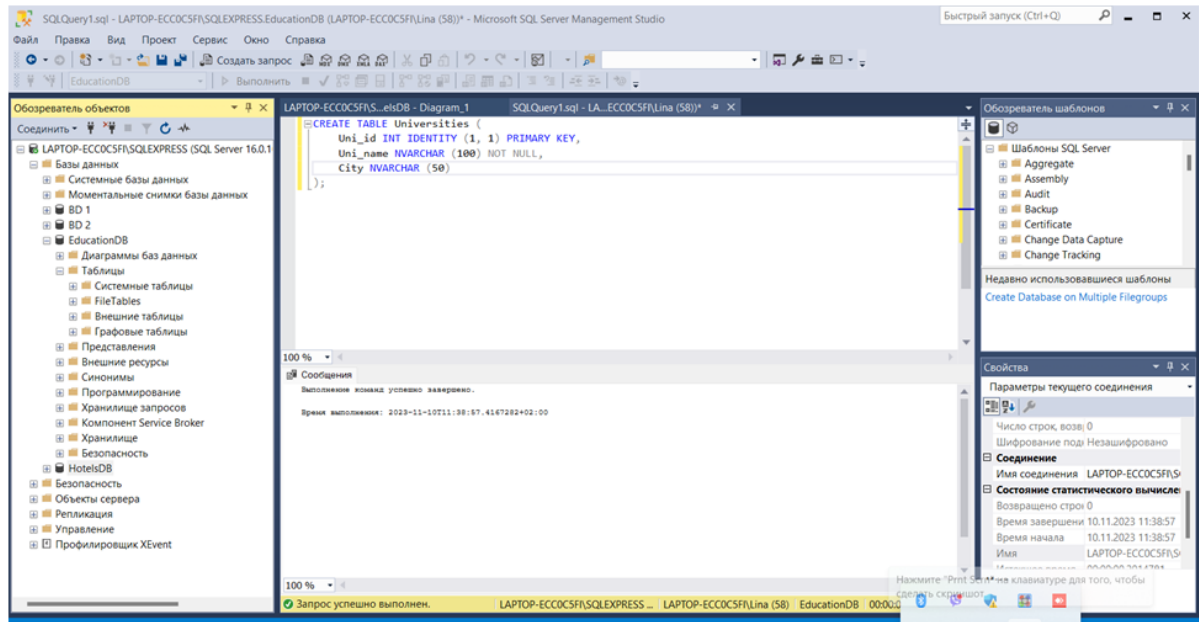 SQLQuery1.sql - LAPTOP-ECC0C5FI\SQLEXPRESS.EducationDB (LAPTOP-ECC0C5FI\Lina (58))* - Microsoft SQL Server Management Studio
Быстрый запуск (Ctrl+Q)
Файл Правка Вид Проект Сервис Окно Справка
Создать запрос
EducationDB Выполнить
Обозреватель объектов
Соединить
LAPTOP-ECC0C5FI\SQLEXPRESS (SQL Server 16.0.1
Базы данных
Системные базы данных
Моментальные снимки базы данных
BD 1
BD 2
EducationDB
Диаграммы баз данных
Таблицы
Системные таблицы
FileTables
Внешние таблицы
Графовые таблицы
Представления
Внешние ресурсы
Синонимы
Программирование
Хранилище запросов
Компонент Service Broker
Хранилище
Безопасность
HotelsDB
Безопасность
Объекты сервера
Репликация
Управление
Профилировщик XEvent
LAPTOP-ECC0C5FI\S...elsDB - Diagram_1 SQLQuery1.sql - LA...ECC0C5FI\Lina (58))*
CREATE TABLE Universities (
Uni_id INT IDENTITY (1, 1) PRIMARY KEY,
Uni_name NVARCHAR (100) NOT NULL,
City NVARCHAR (50)
);
100 %
Сообщения
Выполнение команд успешно завершено.
Время выполнения: 2023-11-10T11:38:57.4167282+02:00
100 %
Запрос успешно выполнен. LAPTOP-ECC0C5FI\SQLEXPRESS ... LAPTOP-ECC0C5FI\Lina (58) EducationDB 00:00:0
Обозреватель шаблонов
Шаблоны SQL Server
Aggregate
Assembly
Audit
Backup
Certificate
Change Data Capture
Change Tracking
Недавно использовавшиеся шаблоны
Create Database on Multiple Filegroups
Свойства
Параметры текущего соединения
Число строк, возв 0
Шифрование под Незашифровано
Соединение
Имя соединения LAPTOP-ECC0C5FI\S
Состояние статистического вычисле
Возвращено строк 0
Время завершени 10.11.2023 11:38:57
Время начала 10.11.2023 11:38:57
Имя LAPTOP-ECC0C5FI\S
Нажмите "Prnt Scrn" на клавиатуре для того, чтобы
сделать скриншот